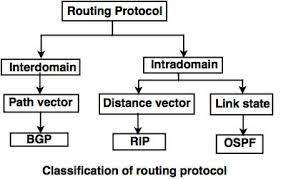 Routing Protocol
Interdomain
Intradomain
Path vector
Distance vector
Link state
BGP
RIP
OSPF
Classification of routing protocol